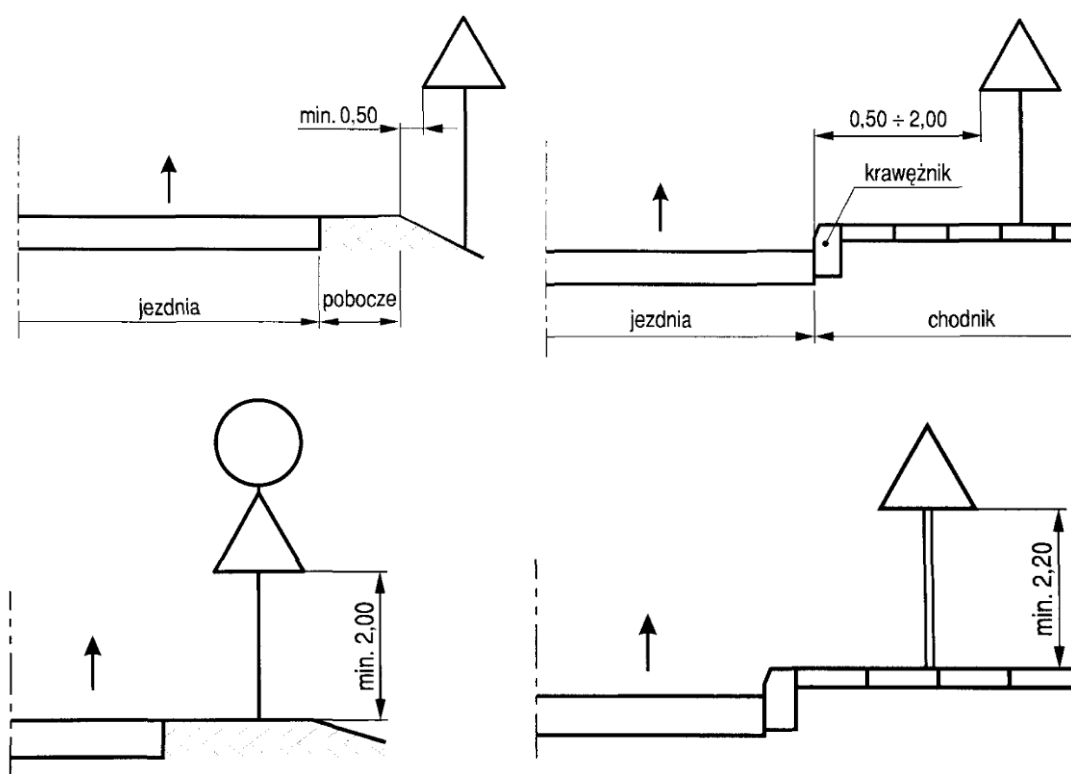 min. 0,50
jezdnia
pobocze
0,50 ÷ 2,00
krawężnik
jezdnia
chodnik
min. 2,00
min. 2,20